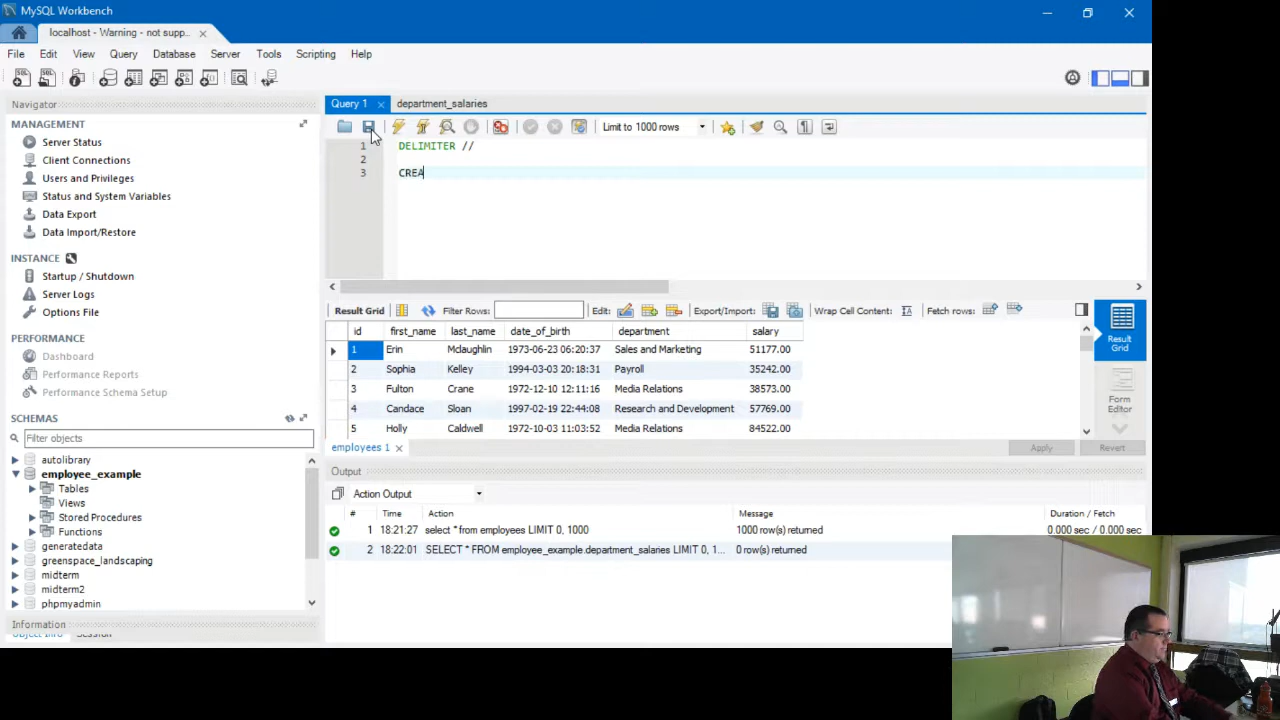 MySQL Workbench
localhost - Warning - not supp..
File Edit View Query Database Server Tools Scripting Help
Navigator
MANAGEMENT
Server Status
Client Connections
Users and Privileges
Status and System Variables
Data Export
Data Import/Restore
INSTANCE
Startup / Shutdown
Server Logs
Options File
PERFORMANCE
Dashboard
Performance Reports
Performance Schema Setup
SCHEMAS
Filter objects
autolibrary
employee_example
Tables
Views
Stored Procedures
Functions
generatedata
greenspace_landscaping
midterm
midterm2
phpmyadmin
Information
Object Info Session
Query 1 department_salaries
Limit to 1000 rows
1 DELIMITER //
2
3 CREA
Result Grid Filter Rows: Edit: Export/Import: Wrap Cell Content: Fetch rows:
id first_name last_name date_of_birth department salary
1 Erin Mclaughlin 1973-06-23 06:20:37 Sales and Marketing 51177.00
2 Sophia Kelley 1994-03-03 20:18:31 Payroll 35242.00
3 Fulton Crane 1972-12-10 12:11:16 Media Relations 38573.00
4 Candace Sloan 1997-02-19 22:44:08 Research and Development 57769.00
5 Holly Caldwell 1972-10-03 11:03:52 Media Relations 84522.00
Result
Grid
Form
Editor
employees 1 Apply Revert
Output
Action Output
# Time Action Message Duration / Fetch
1 18:21:27 select * from employees LIMIT 0, 1000 1000 row(s) returned 0.000 sec / 0.000 sec
2 18:22:01 SELECT * FROM employee_example.department_salaries LIMIT 0, 1... 0 row(s) returned